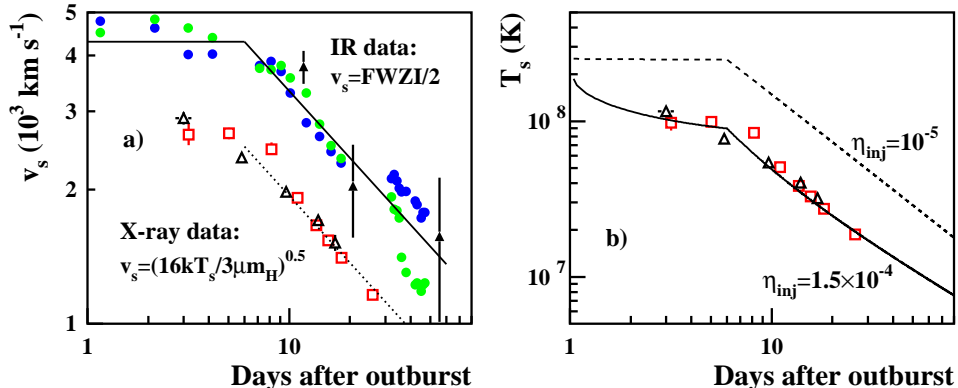 v_s (10^3 km s^-1)
5
4
3
2
1
IR data:
v_s=FWZI/2
a)
X-ray data:
v_s=(16kT_s/3μm_H)^0.5
1
10
Days after outburst
T_s (K)
10^8
10^7
η_inj=10^-5
b)
η_inj=1.5×10^-4
1
10
Days after outburst